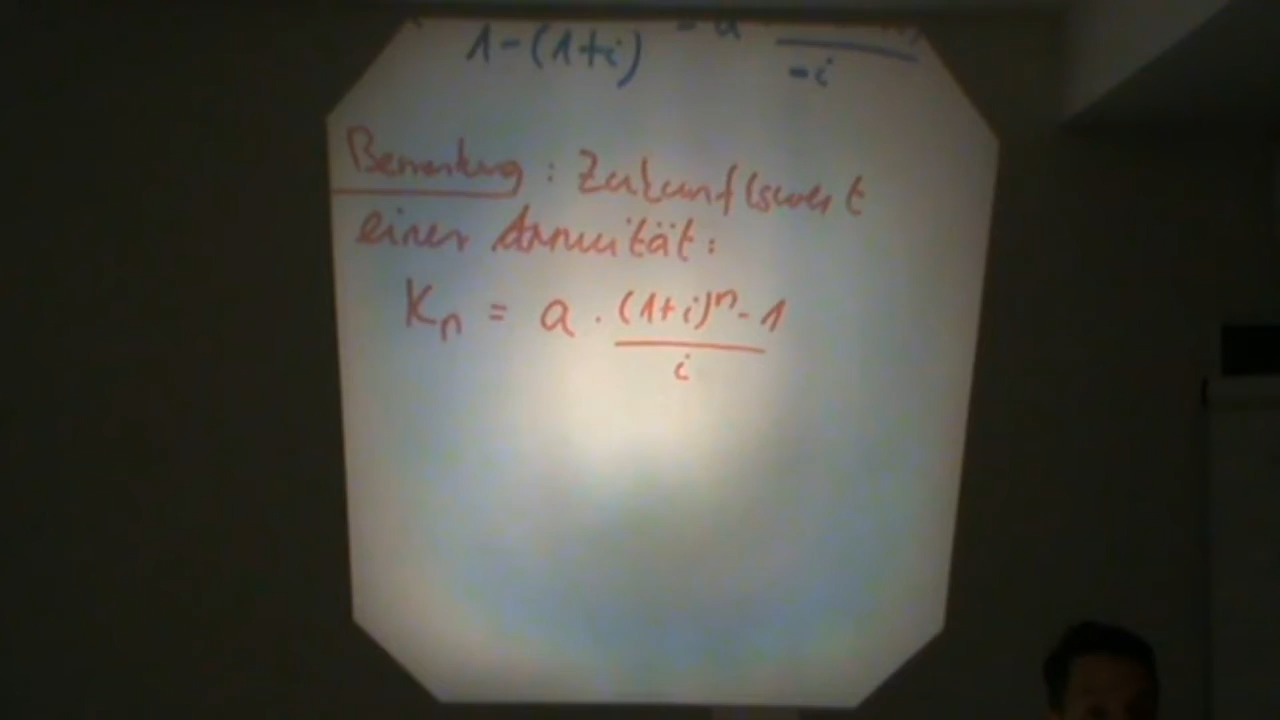 1-(1+i) = a
-i
Bemerkung: Zukunftswert
einer Annuität:
Kn = a · (1+i)^n - 1
i